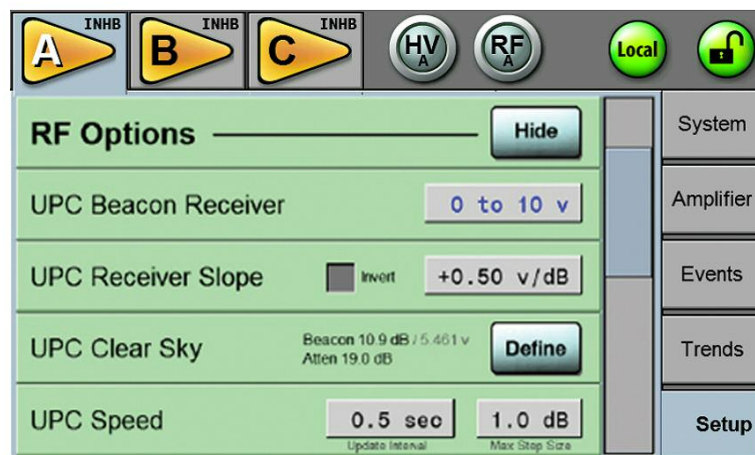 INHB
INHB
INHB
A
B
C
HV
A
RF
A
Local
RF Options
Hide
System
UPC Beacon Receiver
0 to 10 v
Amplifier
UPC Receiver Slope
Invert
+0.50 v/dB
Events
UPC Clear Sky
Beacon 10.9 dB / 5.461 v
Atten 19.0 dB
Define
Trends
UPC Speed
0.5 sec
1.0 dB
Update Interval
Max Step Size
Setup